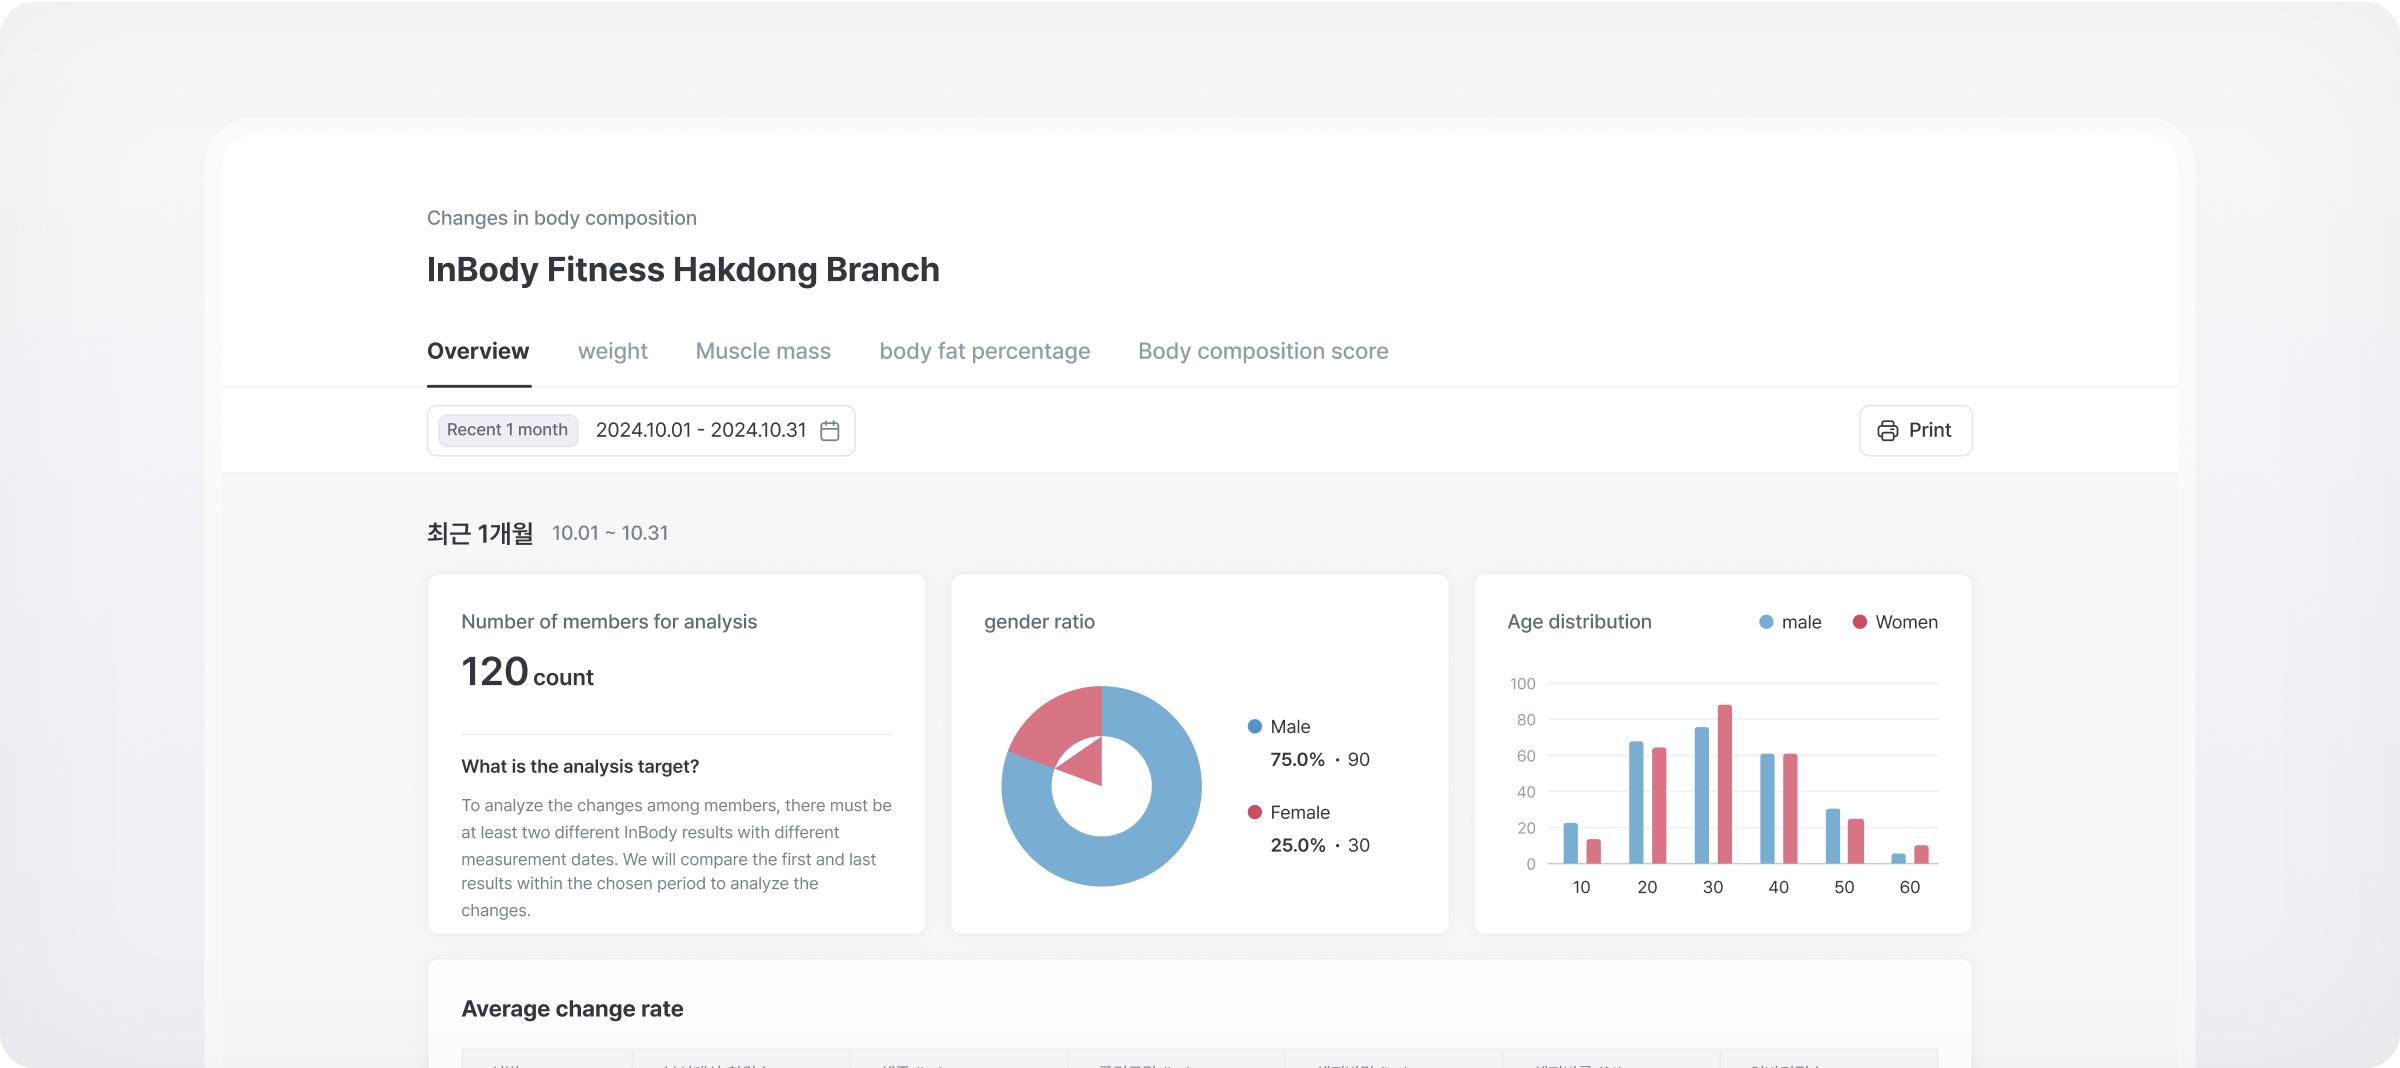 Changes in body composition
InBody Fitness Hakdong Branch
Overview weight Muscle mass body fat percentage Body composition score
Recent 1 month 2024.10.01 - 2024.10.31 Print
최근 1개월 10.01 ~ 10.31
Number of members for analysis
120 count
What is the analysis target?
To analyze the changes among members, there must be
at least two different InBody results with different
measurement dates. We will compare the first and last
results within the chosen period to analyze the
changes.
gender ratio
Male
75.0% · 90
Female
25.0% · 30
Age distribution male Women
100
80
60
40
20
0
10 20 30 40 50 60
Average change rate